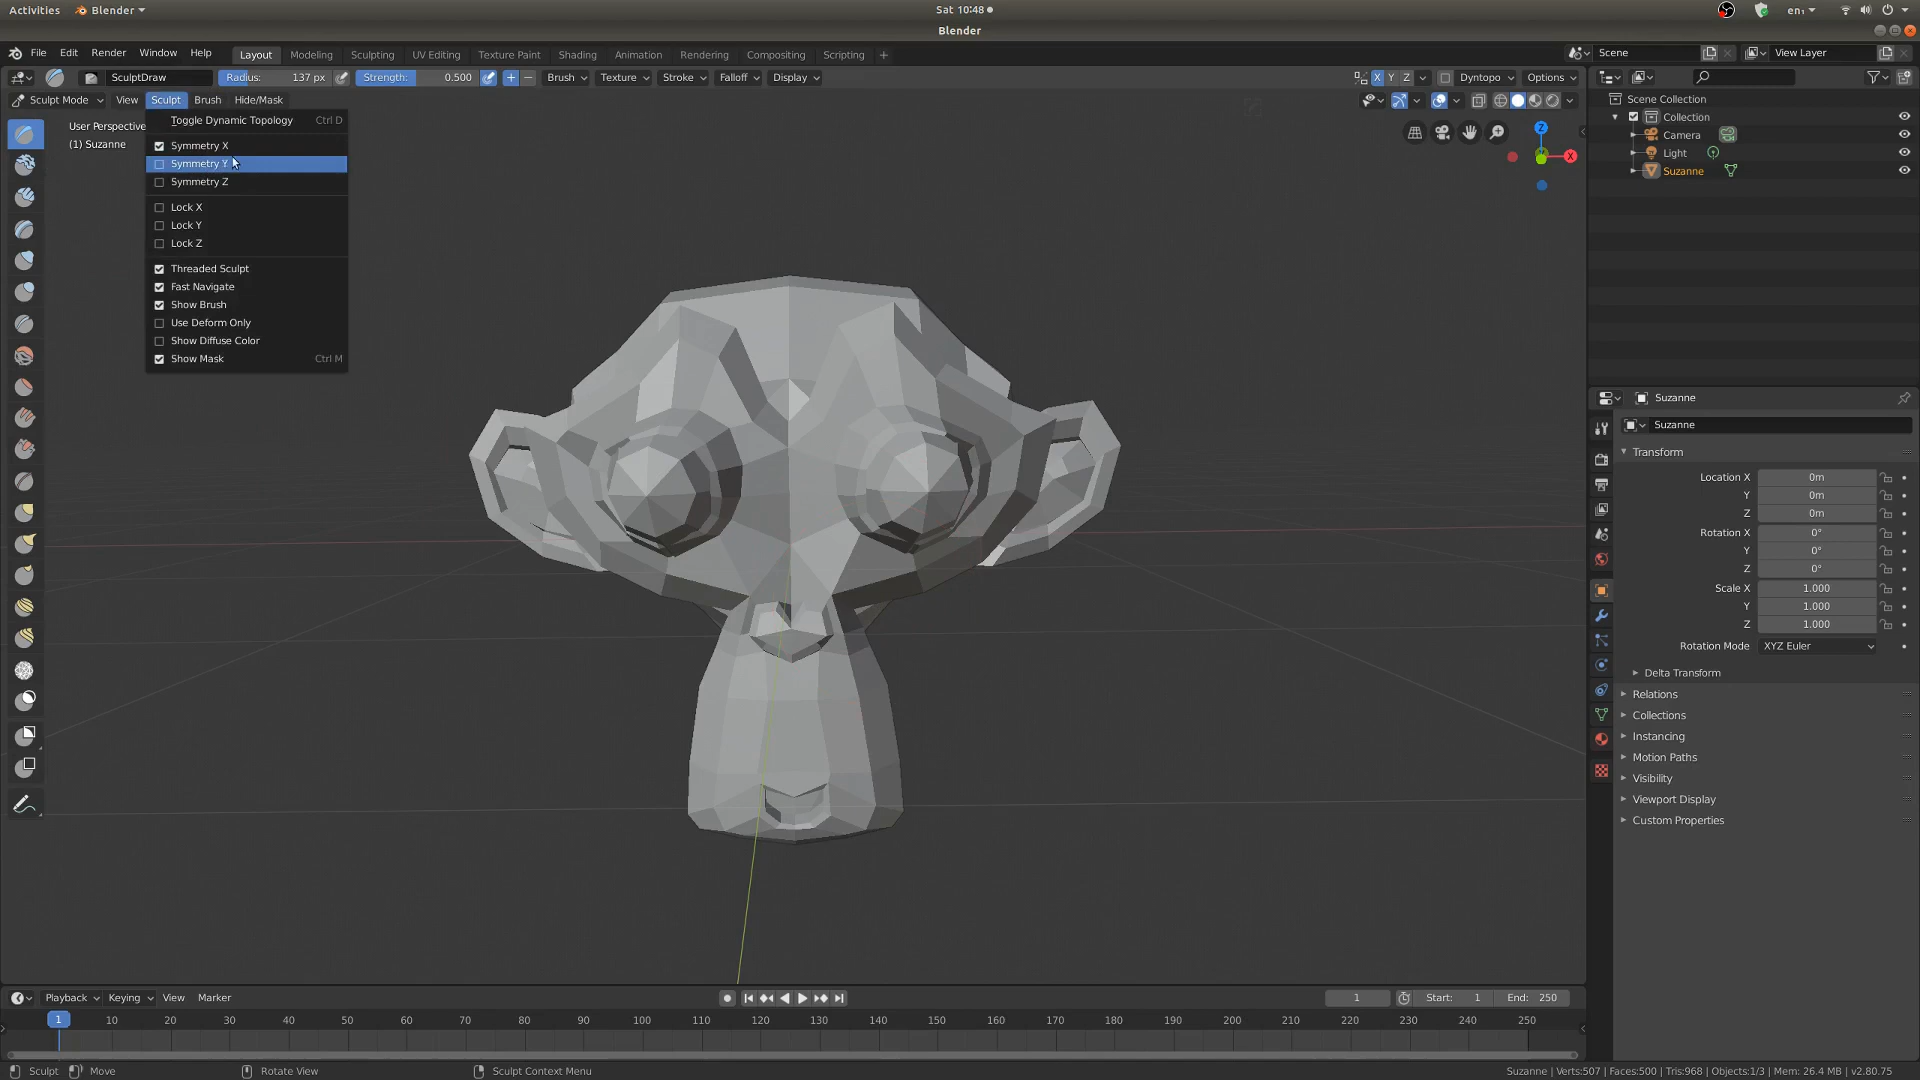 Activities Blender Sat 10:48 en₁
Blender
File Edit Render Window Help Layout Modeling Sculpting UV Editing Texture Paint Shading Animation Rendering Compositing Scripting + Scene View Layer
SculptDraw Radius: 137 px Strength: 0.500 + − Brush Texture Stroke Falloff Display X Y Z Dyntopo Options
Sculpt Mode View Sculpt Brush Hide/Mask
Scene Collection
Collection
Camera
Light
Suzanne
User Perspective
(1) Suzanne
Toggle Dynamic Topology Ctrl D
Symmetry X
Symmetry Y
Symmetry Z
Lock X
Lock Y
Lock Z
Threaded Sculpt
Fast Navigate
Show Brush
Use Deform Only
Show Diffuse Color
Show Mask Ctrl M
Z
X
Suzanne
Suzanne
Transform
Location X 0m
Y 0m
Z 0m
Rotation X 0°
Y 0°
Z 0°
Scale X 1.000
Y 1.000
Z 1.000
Rotation Mode XYZ Euler
Delta Transform
Relations
Collections
Instancing
Motion Paths
Visibility
Viewport Display
Custom Properties
Playback Keying View Marker 1 Start: 1 End: 250
1 10 20 30 40 50 60 70 80 90 100 110 120 130 140 150 160 170 180 190 200 210 220 230 240 250
Sculpt Move Rotate View Sculpt Context Menu Suzanne | Verts:507 | Faces:500 | Tris:968 | Objects:1/3 | Mem: 26.4 MB | v2.80.75